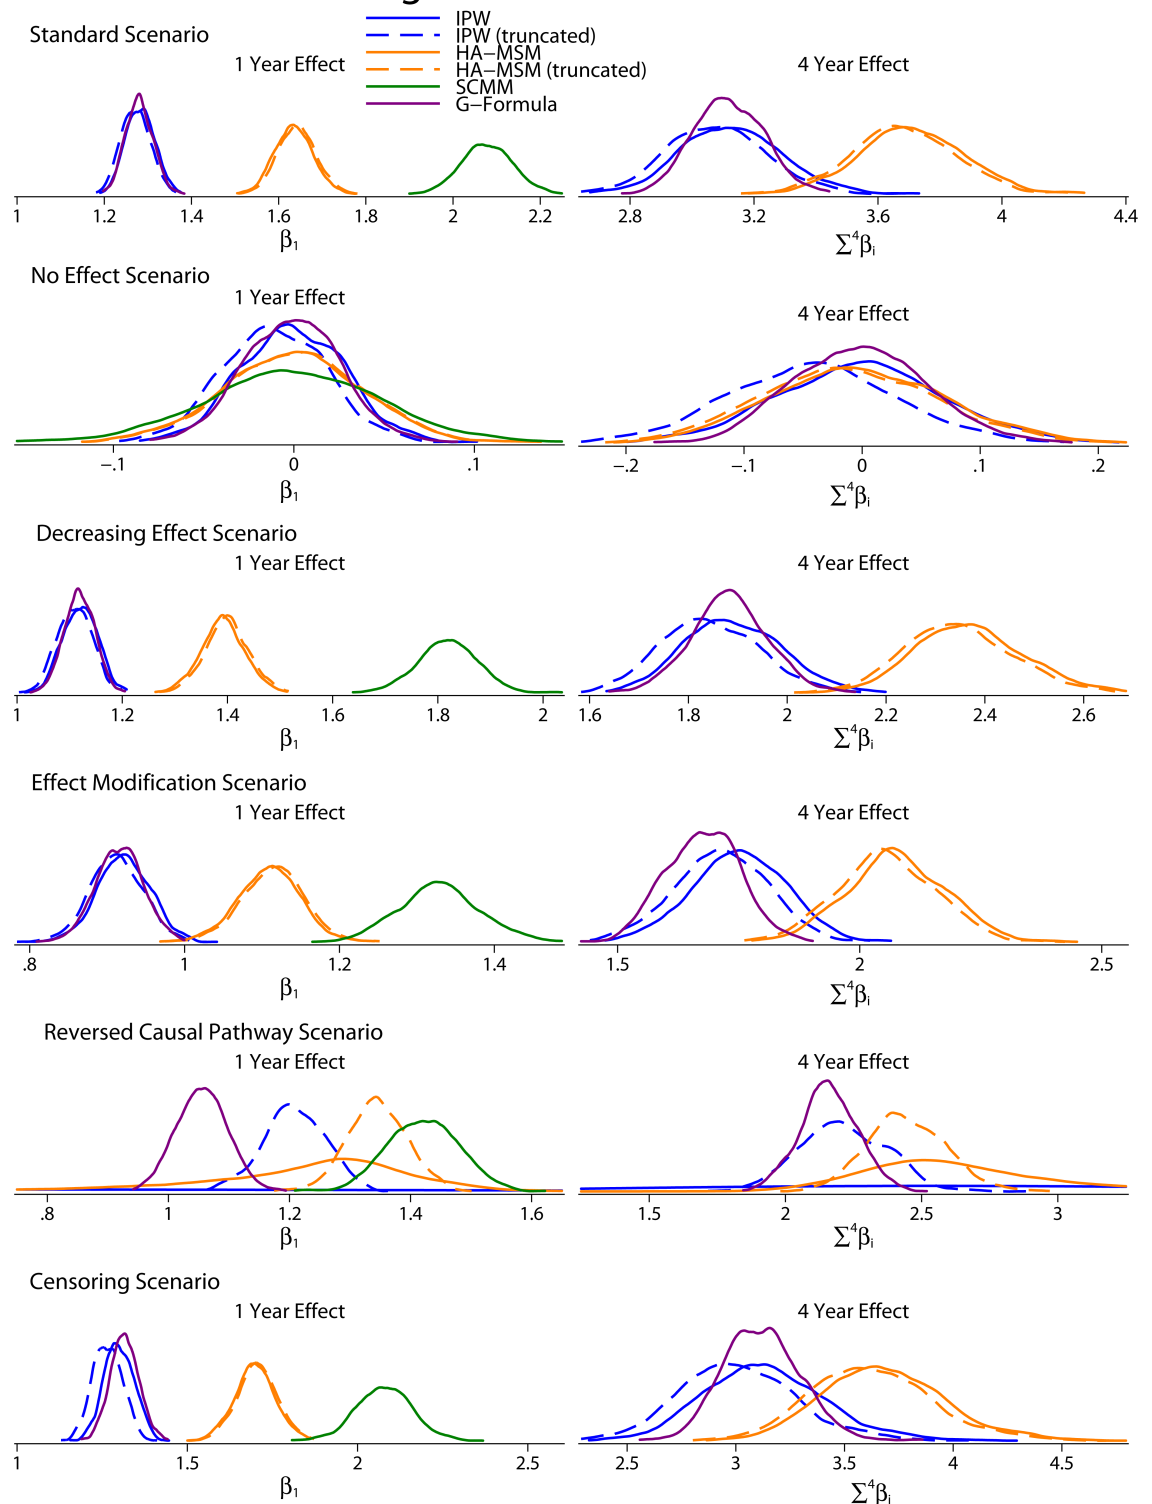 g
IPW
IPW (truncated)
HA−MSM
HA−MSM (truncated)
SCMM
G−Formula
Standard Scenario
1 Year Effect
4 Year Effect
1 1.2 1.4 1.6 1.8 2 2.2
2.8 3.2 3.6 4 4.4
β1
Σ4βi
No Effect Scenario
1 Year Effect
4 Year Effect
−.1 0 .1
−.2 −.1 0 .1 .2
β1
Σ4βi
Decreasing Effect Scenario
1 Year Effect
4 Year Effect
1 1.2 1.4 1.6 1.8 2
1.6 1.8 2 2.2 2.4 2.6
β1
Σ4βi
Effect Modification Scenario
1 Year Effect
4 Year Effect
.8 1 1.2 1.4
1.5 2 2.5
β1
Σ4βi
Reversed Causal Pathway Scenario
1 Year Effect
4 Year Effect
.8 1 1.2 1.4 1.6
1.5 2 2.5 3
β1
Σ4βi
Censoring Scenario
1 Year Effect
4 Year Effect
1 1.5 2 2.5
2.5 3 3.5 4 4.5
β1
Σ4βi